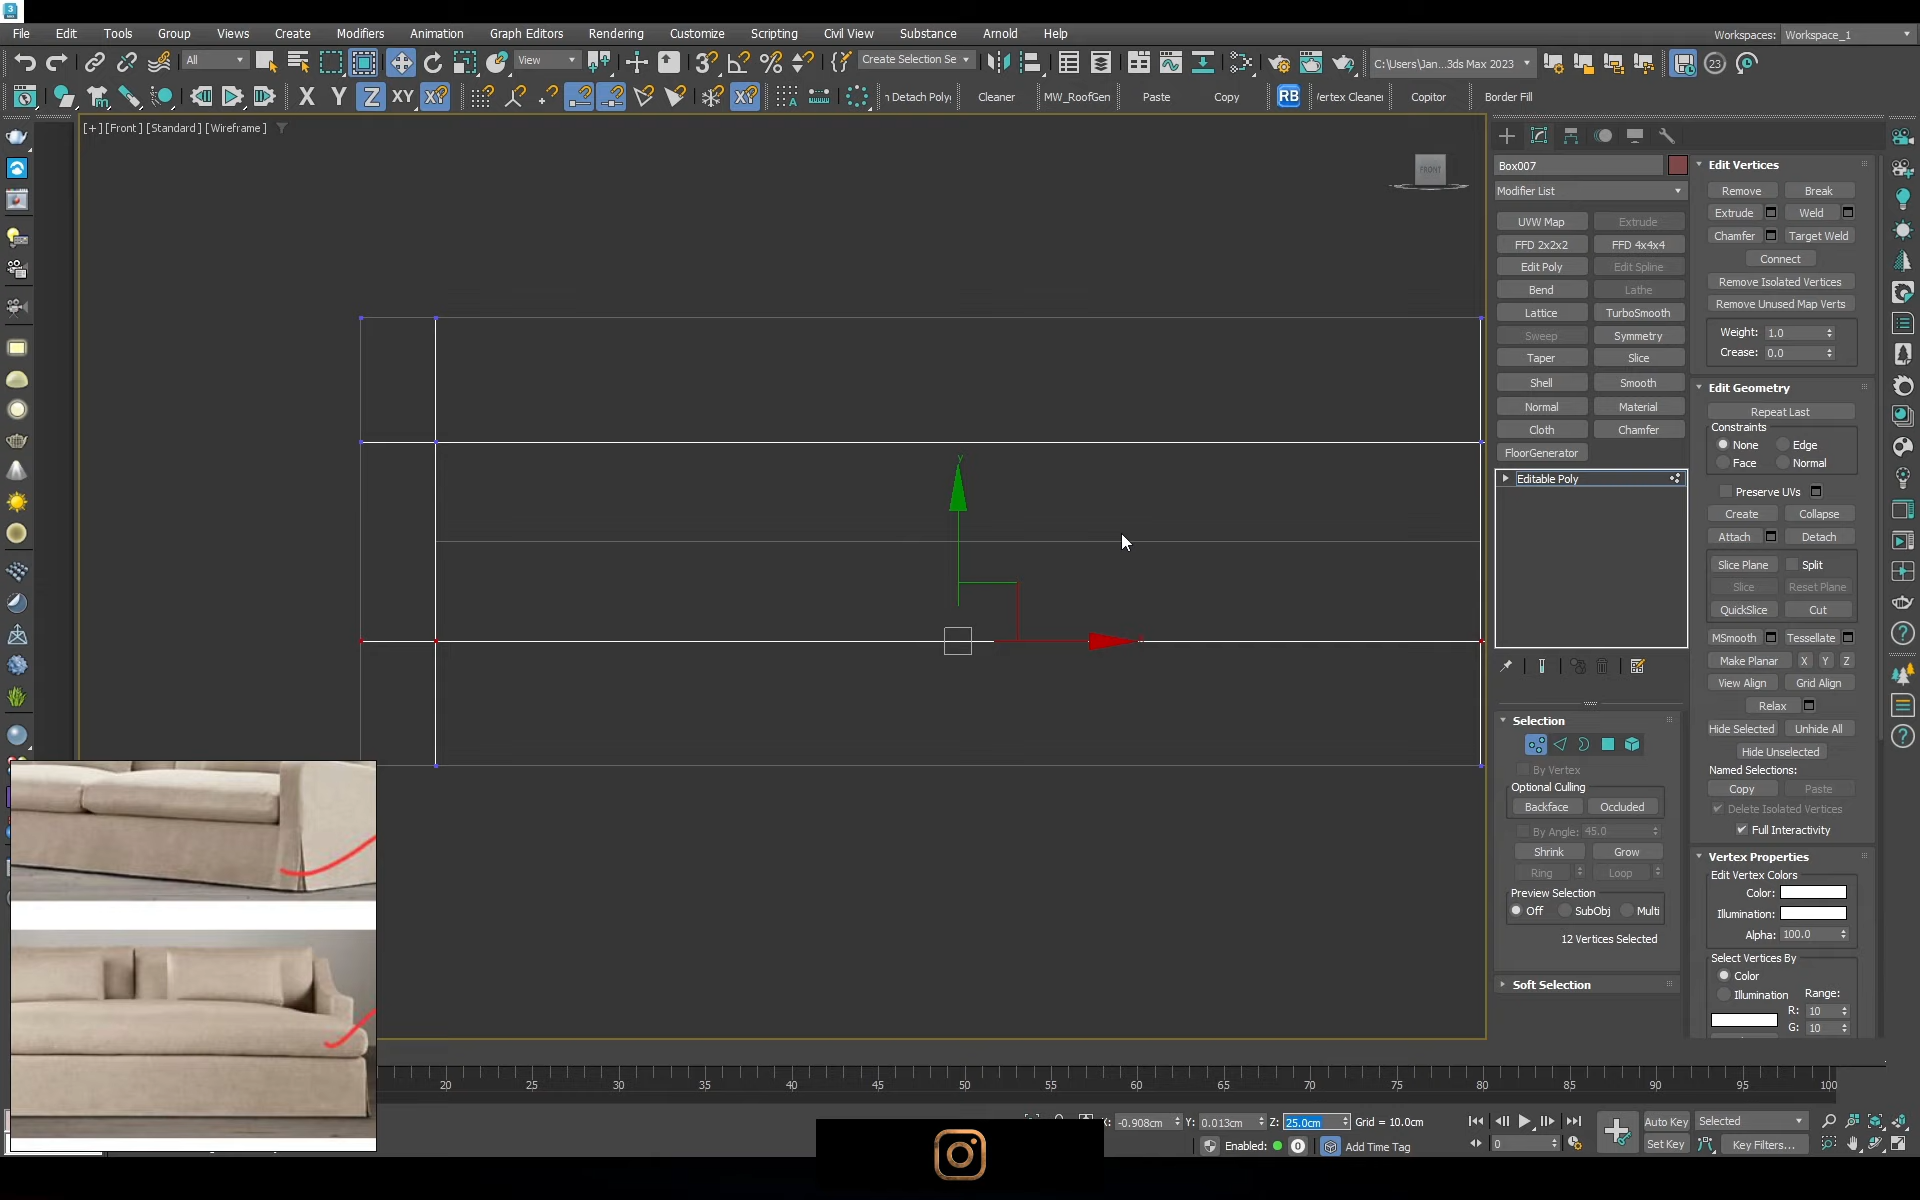 3
File Edit Tools Group Views Create Modifiers Animation Graph Editors Rendering Customize Scripting Civil View Substance Arnold Help
Workspaces: Workspace_1
All View Create Selection Se C:\Users\Jan...3ds Max 2023 23
X Y Z XY XY XY n Detach Poly: Cleaner MW_RoofGen Paste Copy RB /ertex Cleaner Copitor Border Fill
[+] [Front] [Standard] [Wireframe]
FRONT
Box007
Modifier List
UVW Map Extrude
FFD 2x2x2 FFD 4x4x4
Edit Poly Edit Spline
Bend Lathe
Lattice TurboSmooth
Sweep Symmetry
Taper Slice
Shell Smooth
Normal Material
Cloth Chamfer
FloorGenerator
Editable Poly
Selection
By Vertex
Optional Culling
Backface Occluded
By Angle: 45.0
Shrink Grow
Ring Loop
Preview Selection
Off SubObj Multi
12 Vertices Selected
Soft Selection
Edit Vertices
Remove Break
Extrude Weld
Chamfer Target Weld
Connect
Remove Isolated Vertices
Remove Unused Map Verts
Weight: 1.0
Crease: 0.0
Edit Geometry
Repeat Last
Constraints
None Edge
Face Normal
Preserve UVs
Create Collapse
Attach Detach
Slice Plane Split
Slice Reset Plane
QuickSlice Cut
MSmooth Tessellate
Make Planar X Y Z
View Align Grid Align
Relax
Hide Selected Unhide All
Hide Unselected
Named Selections:
Copy Paste
Delete Isolated Vertices
Full Interactivity
Vertex Properties
Edit Vertex Colors
Color:
Illumination:
Alpha: 100.0
Select Vertices By
Color
Illumination Range:
R: 10
G: 10
y
20 25 30 35 40 45 50 55 60 65 70 75 80 85 90 95 100
X: -0.908cm Y: 0.013cm Z: 25.0cm Grid = 10.0cm Auto Key Selected
Enabled: 0 Add Time Tag 0 Set Key Key Filters...